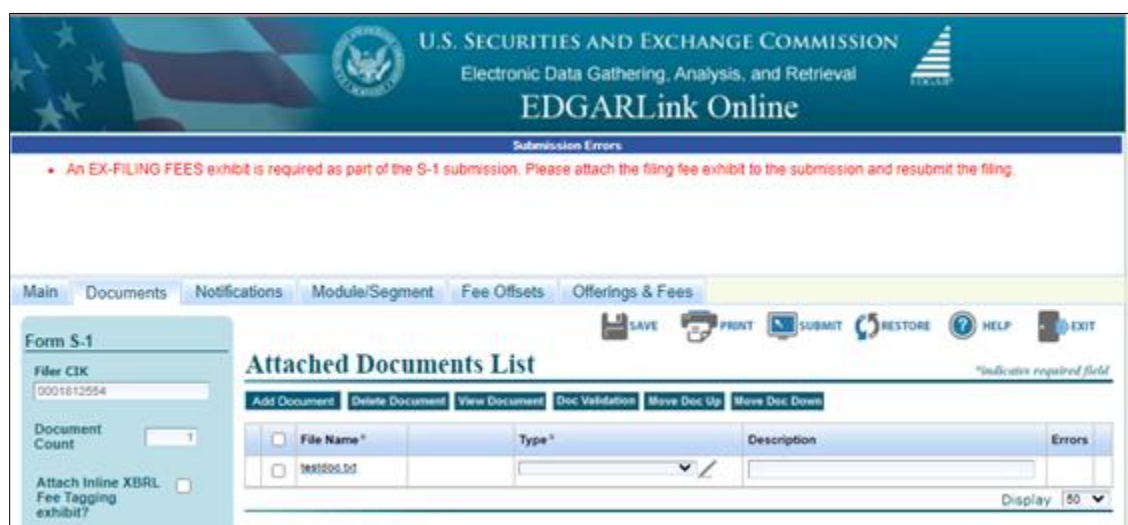 U.S. SECURITIES AND EXCHANGE COMMISSION
Electronic Data Gathering, Analysis, and Retrieval
EDGARLink Online
Submission Errors
• An EX-FILING FEES exhibit is required as part of the S-1 submission. Please attach the filing fee exhibit to the submission and resubmit the filing.
Main Documents Notifications Module/Segment Fee Offsets Offerings & Fees
SAVE PRINT SUBMIT RESTORE HELP EXIT
Form S-1
Attached Documents List
*indicates required field
Filer CIK
0001812554
Add Document Delete Document View Document Doc Validation Move Doc Up Move Doc Down
Document Count 1
File Name* Type* Description Errors
testdoc.txt
Attach Inline XBRL
Fee Tagging
exhibit?
Display 50